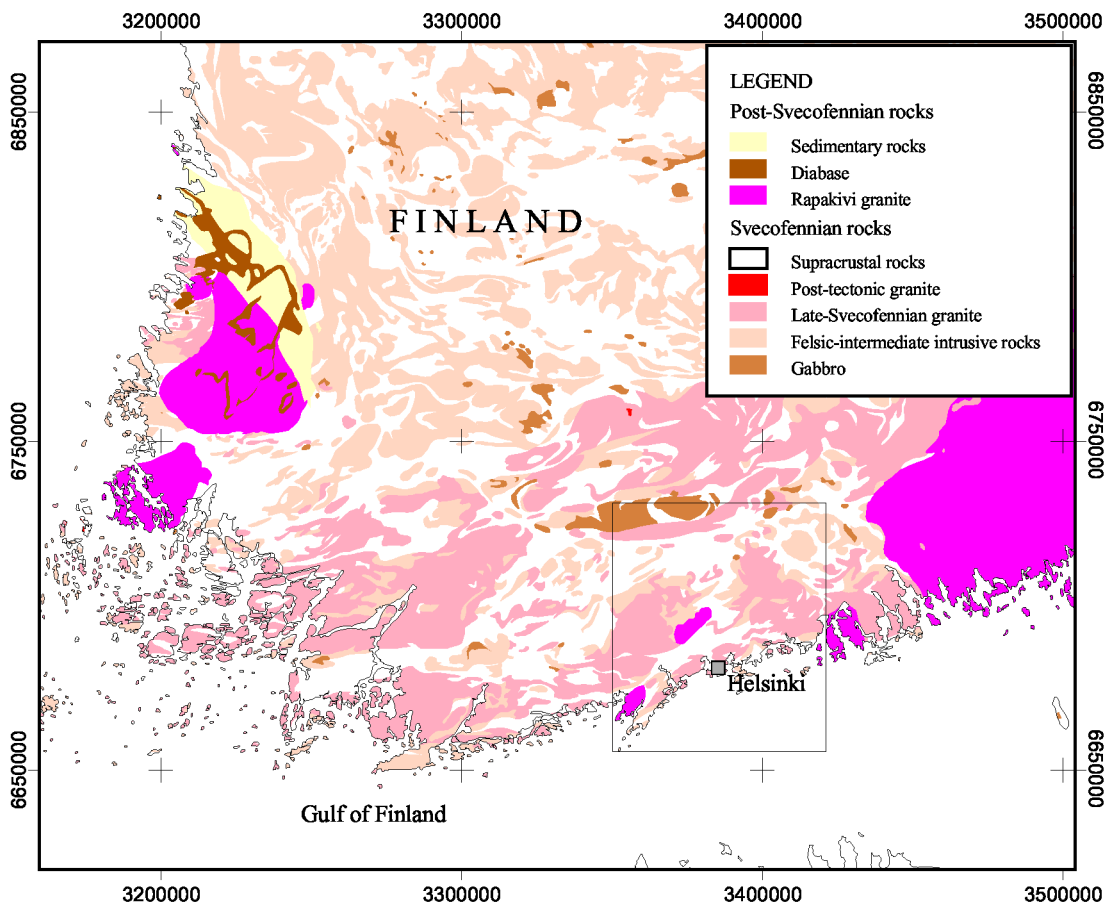 3200000 3300000 3400000 3500000
6850000 6850000
LEGEND
Post-Svecofennian rocks
Sedimentary rocks
Diabase
Rapakivi granite
Svecofennian rocks
Supracrustal rocks
Post-tectonic granite
Late-Svecofennian granite
Felsic-intermediate intrusive rocks
Gabbro
FINLAND
6750000 6750000
Helsinki
6650000 6650000
Gulf of Finland
3200000 3300000 3400000 3500000